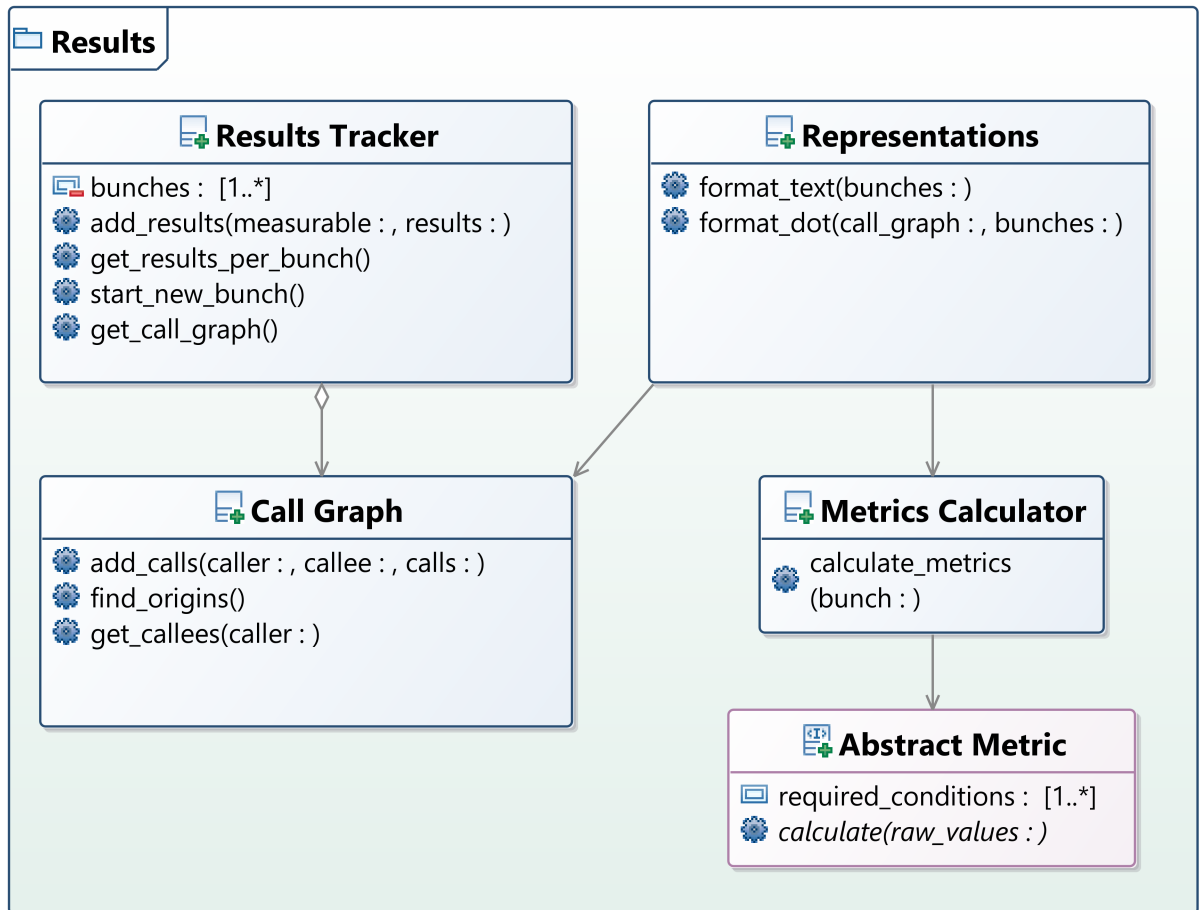 Results
Results Tracker
bunches :  [1..*]
add_results(measurable : , results : )
get_results_per_bunch()
start_new_bunch()
get_call_graph()
Representations
format_text(bunches : )
format_dot(call_graph : , bunches : )
Call Graph
add_calls(caller : , callee : , calls : )
find_origins()
get_callees(caller : )
Metrics Calculator
calculate_metrics
(bunch : )
<I>
Abstract Metric
required_conditions :  [1..*]
calculate(raw_values : )